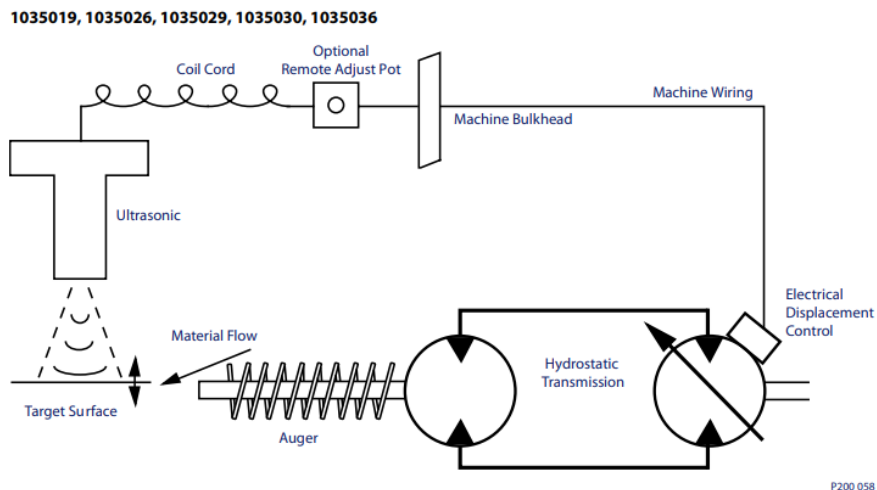 1035019, 1035026, 1035029, 1035030, 1035036
Optional
Remote Adjust Pot
Coil Cord
Machine Wiring
Machine Bulkhead
Ultrasonic
Electrical
Displacement
Control
Material Flow
Hydrostatic
Transmission
Target Surface
Auger
P200 058